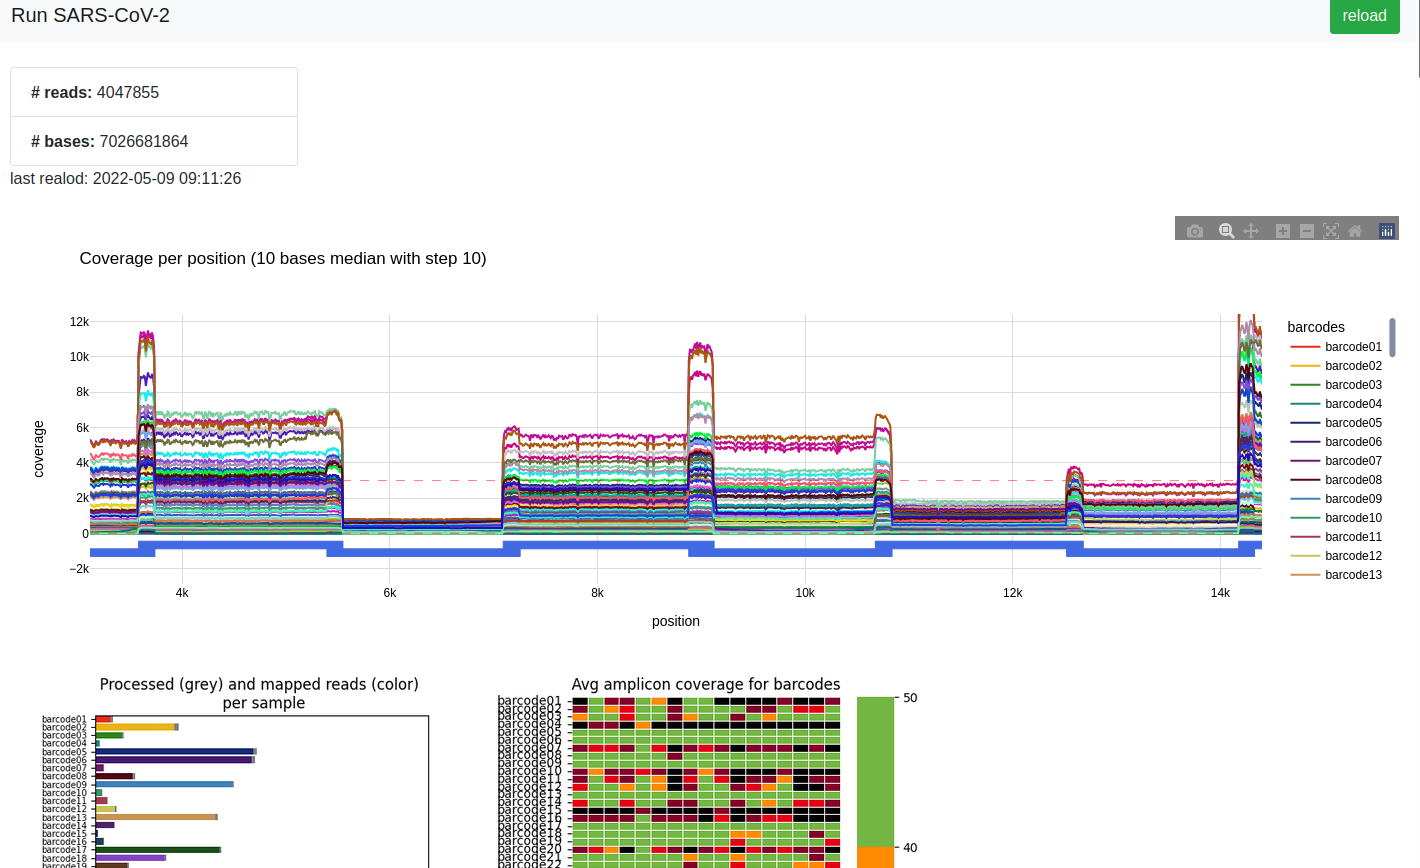 Run SARS-CoV-2
reload
# reads: 4047855
# bases: 7026681864
last realod: 2022-05-09 09:11:26
Coverage per position (10 bases median with step 10)
12k
10k
8k
6k
4k
2k
0
−2k
coverage
4k
6k
8k
10k
12k
14k
position
barcodes
barcode01
barcode02
barcode03
barcode04
barcode05
barcode06
barcode07
barcode08
barcode09
barcode10
barcode11
barcode12
barcode13
Processed (grey) and mapped reads (color)
per sample
barcode01
barcode02
barcode03
barcode04
barcode05
barcode06
barcode07
barcode08
barcode09
barcode10
barcode11
barcode12
barcode13
barcode14
barcode15
barcode16
barcode17
barcode18
barcode19
Avg amplicon coverage for barcodes
barcode01
barcode02
barcode03
barcode04
barcode05
barcode06
barcode07
barcode08
barcode09
barcode10
barcode11
barcode12
barcode13
barcode14
barcode15
barcode16
barcode17
barcode18
barcode19
barcode20
barcode21
barcode22
50
40